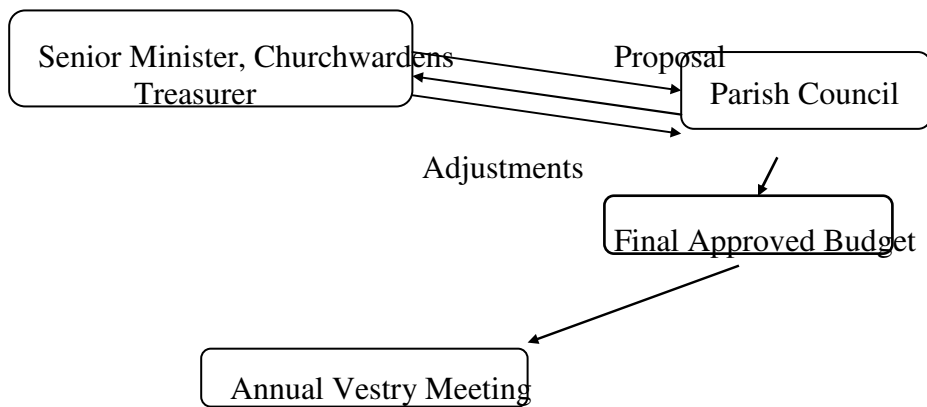 Senior Minister, Churchwardens
Treasurer
Proposal
Parish Council
Adjustments
Final Approved Budget
Annual Vestry Meeting